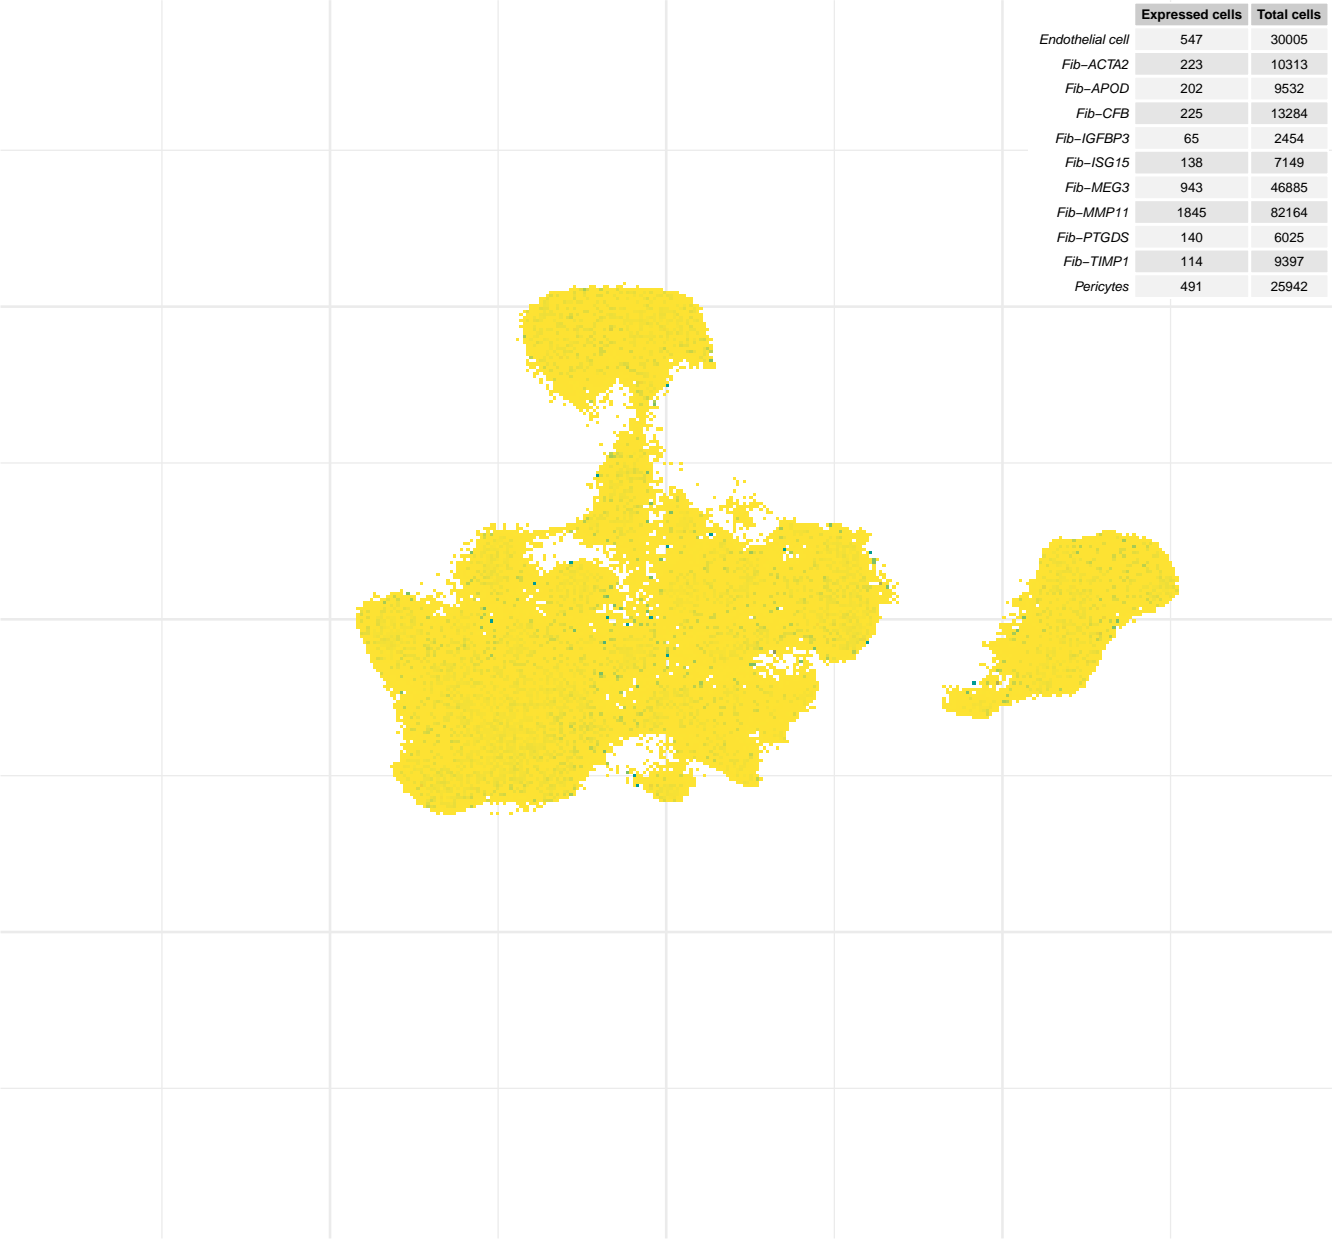 Expressed cells Total cells
Endothelial cell 547 30005
Fib−ACTA2 223 10313
Fib−APOD 202 9532
Fib−CFB 225 13284
Fib−IGFBP3 65 2454
Fib−ISG15 138 7149
Fib−MEG3 943 46885
Fib−MMP11 1845 82164
Fib−PTGDS 140 6025
Fib−TIMP1 114 9397
Pericytes 491 25942